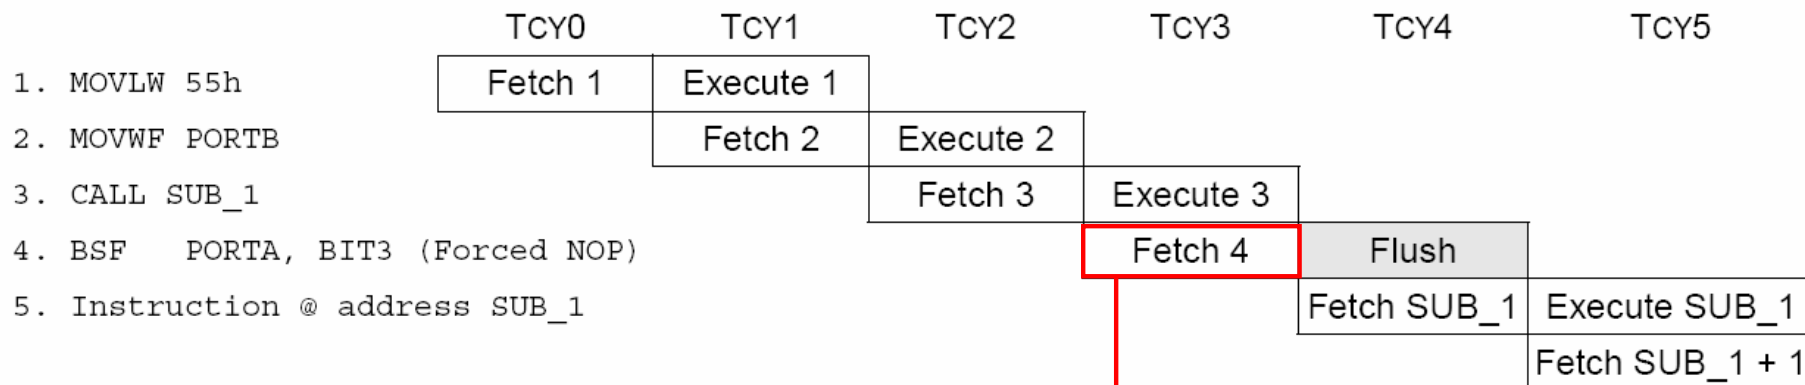 TCY0 TCY1 TCY2 TCY3 TCY4 TCY5
1. MOVLW 55h Fetch 1 Execute 1
2. MOVWF PORTB Fetch 2 Execute 2
3. CALL SUB_1 Fetch 3 Execute 3
4. BSF PORTA, BIT3 (Forced NOP) Fetch 4 Flush
5. Instruction @ address SUB_1 Fetch SUB_1 Execute SUB_1
Fetch SUB_1 + 1